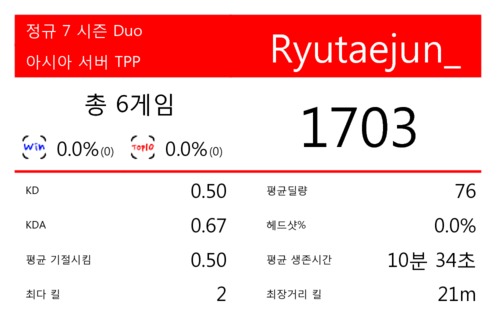 정규 7 시즌 Duo
아시아 서버 TPP
Ryutaejun_
총 6게임
Win 0.0%(0) Top10 0.0%(0)
1703
KD 0.50
KDA 0.67
평균 기절시킴 0.50
최다 킬 2
평균딜량 76
헤드샷% 0.0%
평균 생존시간 10분 34초
최장거리 킬 21m